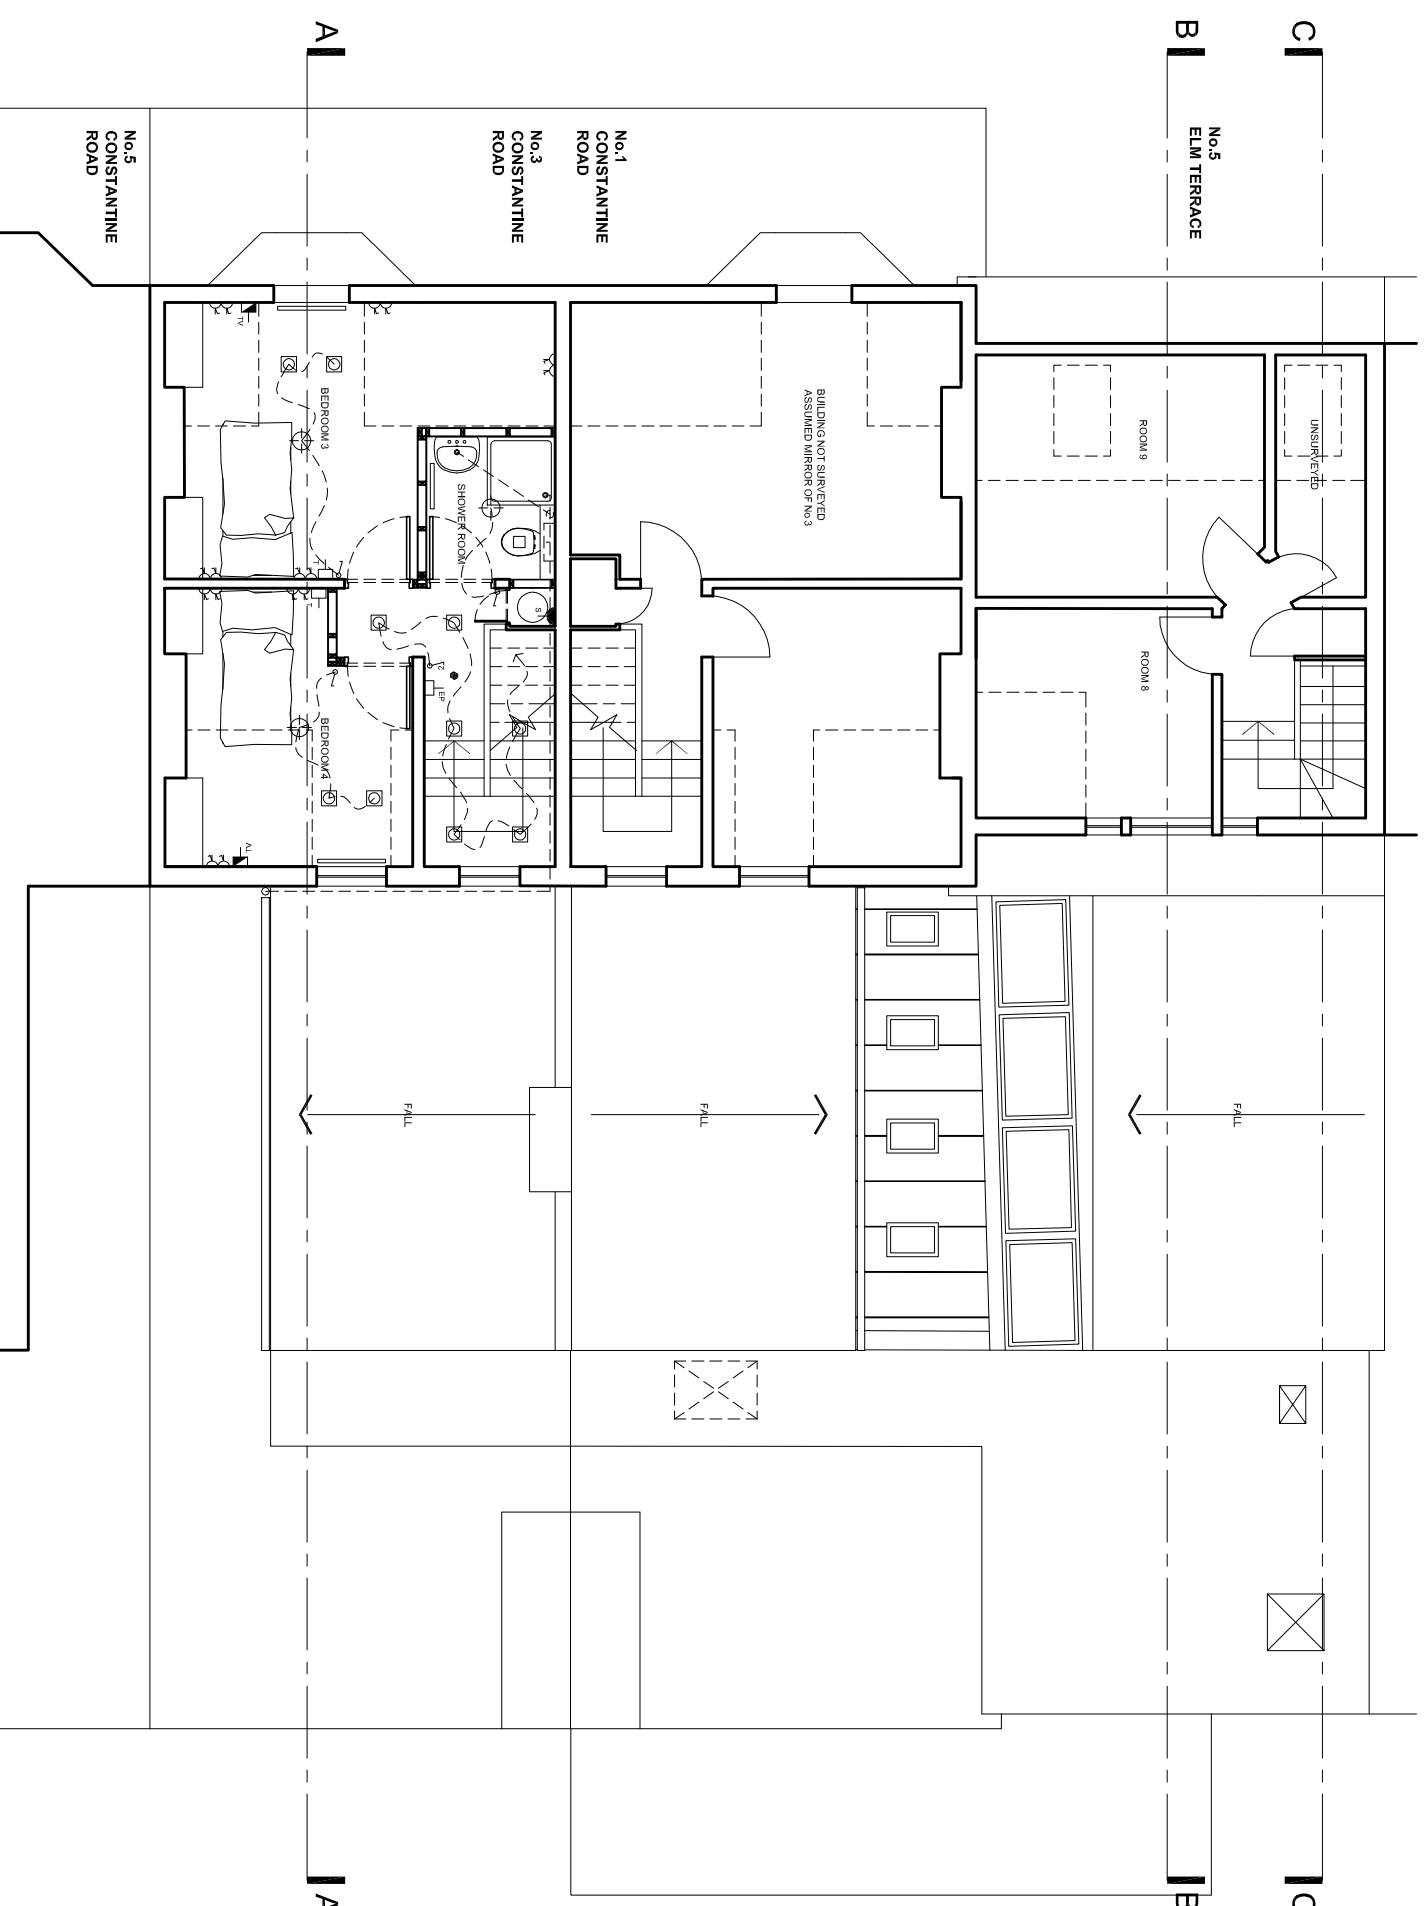 A
B
C
No.5
CONSTANTINE
ROAD
No.3
CONSTANTINE
ROAD
No.1
CONSTANTINE
ROAD
No.5
ELM TERRACE
TV
BEDROOM 3
SHOWER ROOM
BUILDING NOT SURVEYED
ASSUMED MIRROR OF No 3
ROOM 9
UNSURVEYED
T
T
S
2
EP
BEDROOM 4
ROOM 8
TV
FALL
FALL
FALL
A
B
C